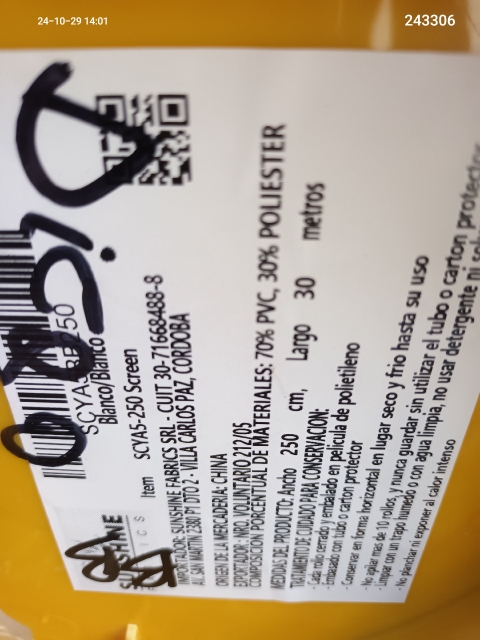 24-10-29 14:01
243306
Blanco/Blanco
Item SCYA5-250 Screen
IMPORTADOR: SUNSHINE FABRICS SRL - CUIT 30-71668488-8
AV. SAN MARTIN 2380 P1 DTO 2 - VILLA CARLOS PAZ, CORDOBA
ORIGEN DE LA MERCADERIA: CHINA
EXPORTADOR - NRO. VOLUNTARIO 212/05
COMPOSICION PORCENTUAL DE MATERIALES: 70% PVC, 30% POLIESTER
MEDIDAS DE PRODUCTO: Ancho 250 cm, Largo 30 metros
TRATAMIENTO DE CUIDADO PARA CONSERVACION:
- Cada rollo cerrado y embalado en pelicula de polietileno
- Embalado con tubo o carton protector
- Conservar en forma horizontal en lugar seco y frio hasta su uso
- No apilar mas de 10 rollos, y nunca guardar sin utilizar el tubo o carton protector
- Limpiar con un trapo humedo o con agua limpia, no usar detergente ni
- No planchar ni exponer al calor intenso